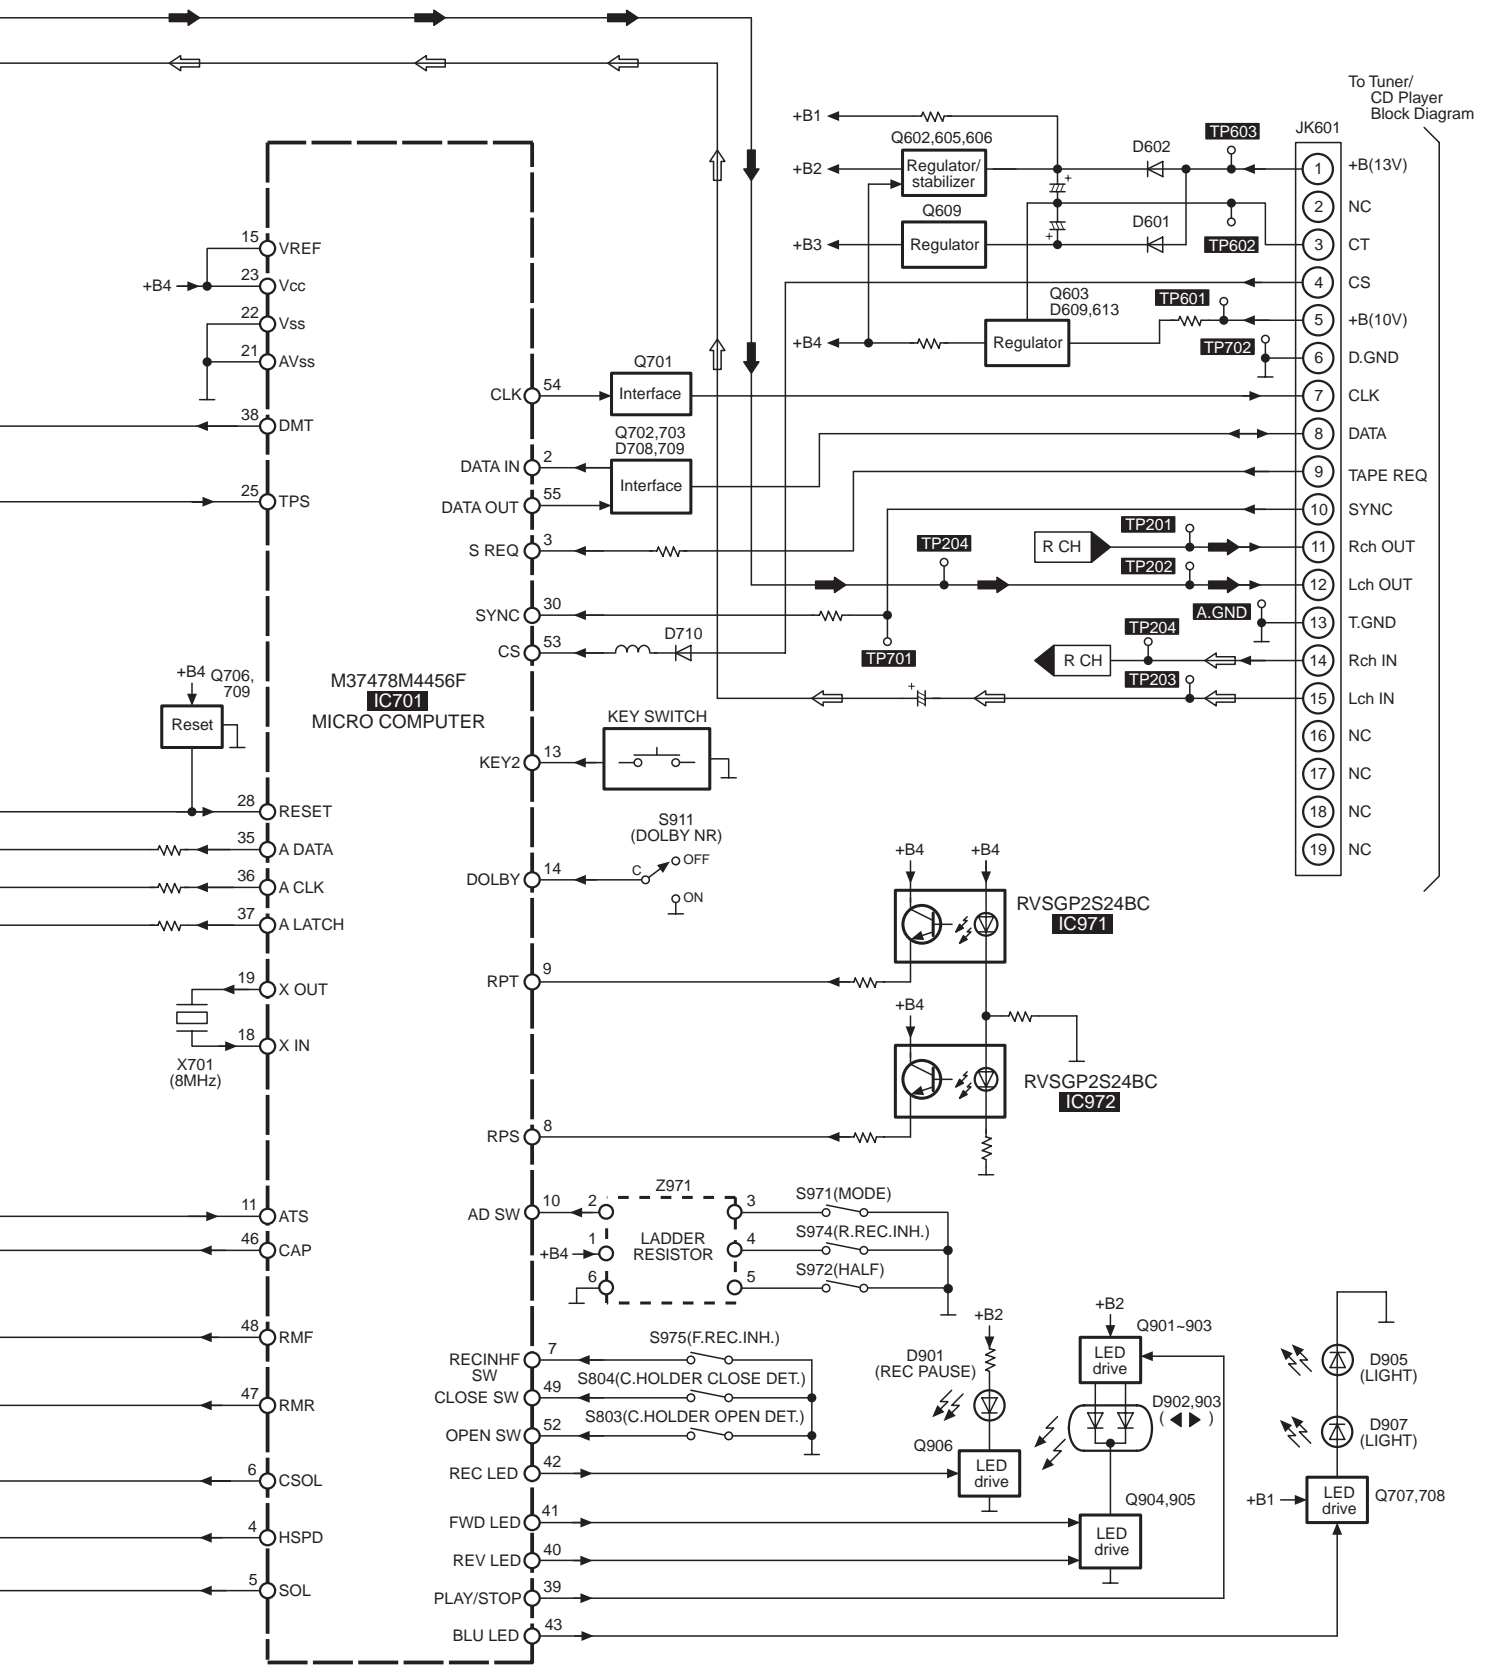 To Tuner/
CD Player
Block Diagram
JK601
+B1
Q602,605,606
D602
TP603
+B2
Regulator/
stabilizer
+
1
+B(13V)
2
NC
Q609
D601
TP602
+B3
Regulator
+
3
CT
4
CS
Q603
D609,613
TP601
5
+B(10V)
+B4
Regulator
TP702
6
D.GND
15
VREF
+B4
23
Vcc
22
Vss
21
AVss
38
DMT
25
TPS
Q701
CLK
54
Interface
7
CLK
Q702,703
D708,709
8
DATA
DATA IN
2
Interface
DATA OUT
55
9
TAPE REQ
10
SYNC
S REQ
3
TP204
R CH
TP201
11
Rch OUT
TP202
12
Lch OUT
SYNC
30
A.GND
13
T.GND
CS
53
D710
TP701
R CH
TP204
14
Rch IN
TP203
+
15
Lch IN
16
NC
17
NC
18
NC
19
NC
+B4
Q706,
709
Reset
M37478M4456F
IC701
MICRO COMPUTER
KEY SWITCH
KEY2
13
28
RESET
35
A DATA
36
A CLK
37
A LATCH
S911
(DOLBY NR)
DOLBY
14
C
OFF
ON
+B4
+B4
RVSGP2S24BC
IC971
19
X OUT
18
X IN
X701
(8MHz)
RPT
9
+B4
RVSGP2S24BC
IC972
RPS
8
11
ATS
46
CAP
48
RMF
47
RMR
6
CSOL
4
HSPD
5
SOL
Z971
AD SW
10
2
3
S971(MODE)
+B4
1
LADDER
RESISTOR
4
S974(R.REC.INH.)
6
5
S972(HALF)
S975(F.REC.INH.)
RECINHF
SW
7
S804(C.HOLDER CLOSE DET.)
CLOSE SW
49
S803(C.HOLDER OPEN DET.)
OPEN SW
52
+B2
D901
(REC PAUSE)
Q906
LED
drive
REC LED
42
+B2
Q901~903
LED
drive
D902,903
( ◀ ▶ )
Q904,905
LED
drive
D905
(LIGHT)
D907
(LIGHT)
+B1
LED
drive
Q707,708
FWD LED
41
REV LED
40
PLAY/STOP
39
BLU LED
43